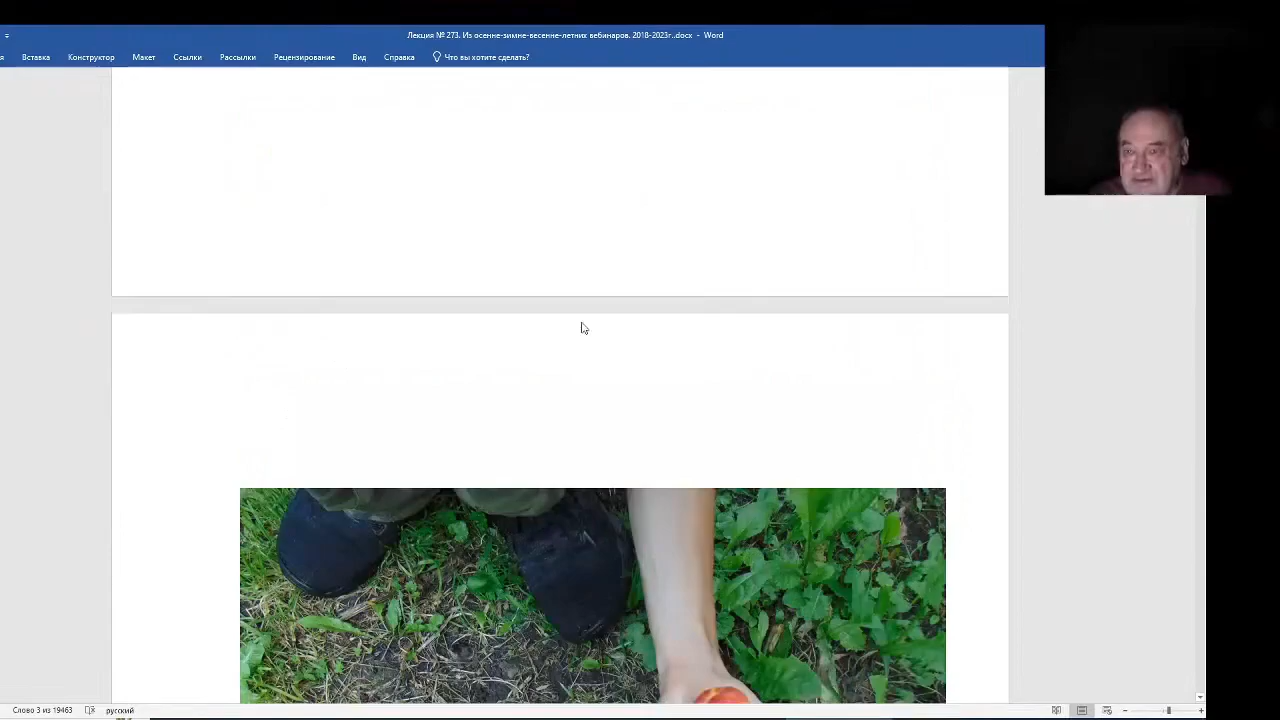 Лекция № 273. Из осенне-зимне-весенне-летних вебинаров. 2018-2023г..docx - Word
Вставка Конструктор Макет Ссылки Рассылки Рецензирование Вид Справка Что вы хотите сделать?
Слово 3 из 19463 русский